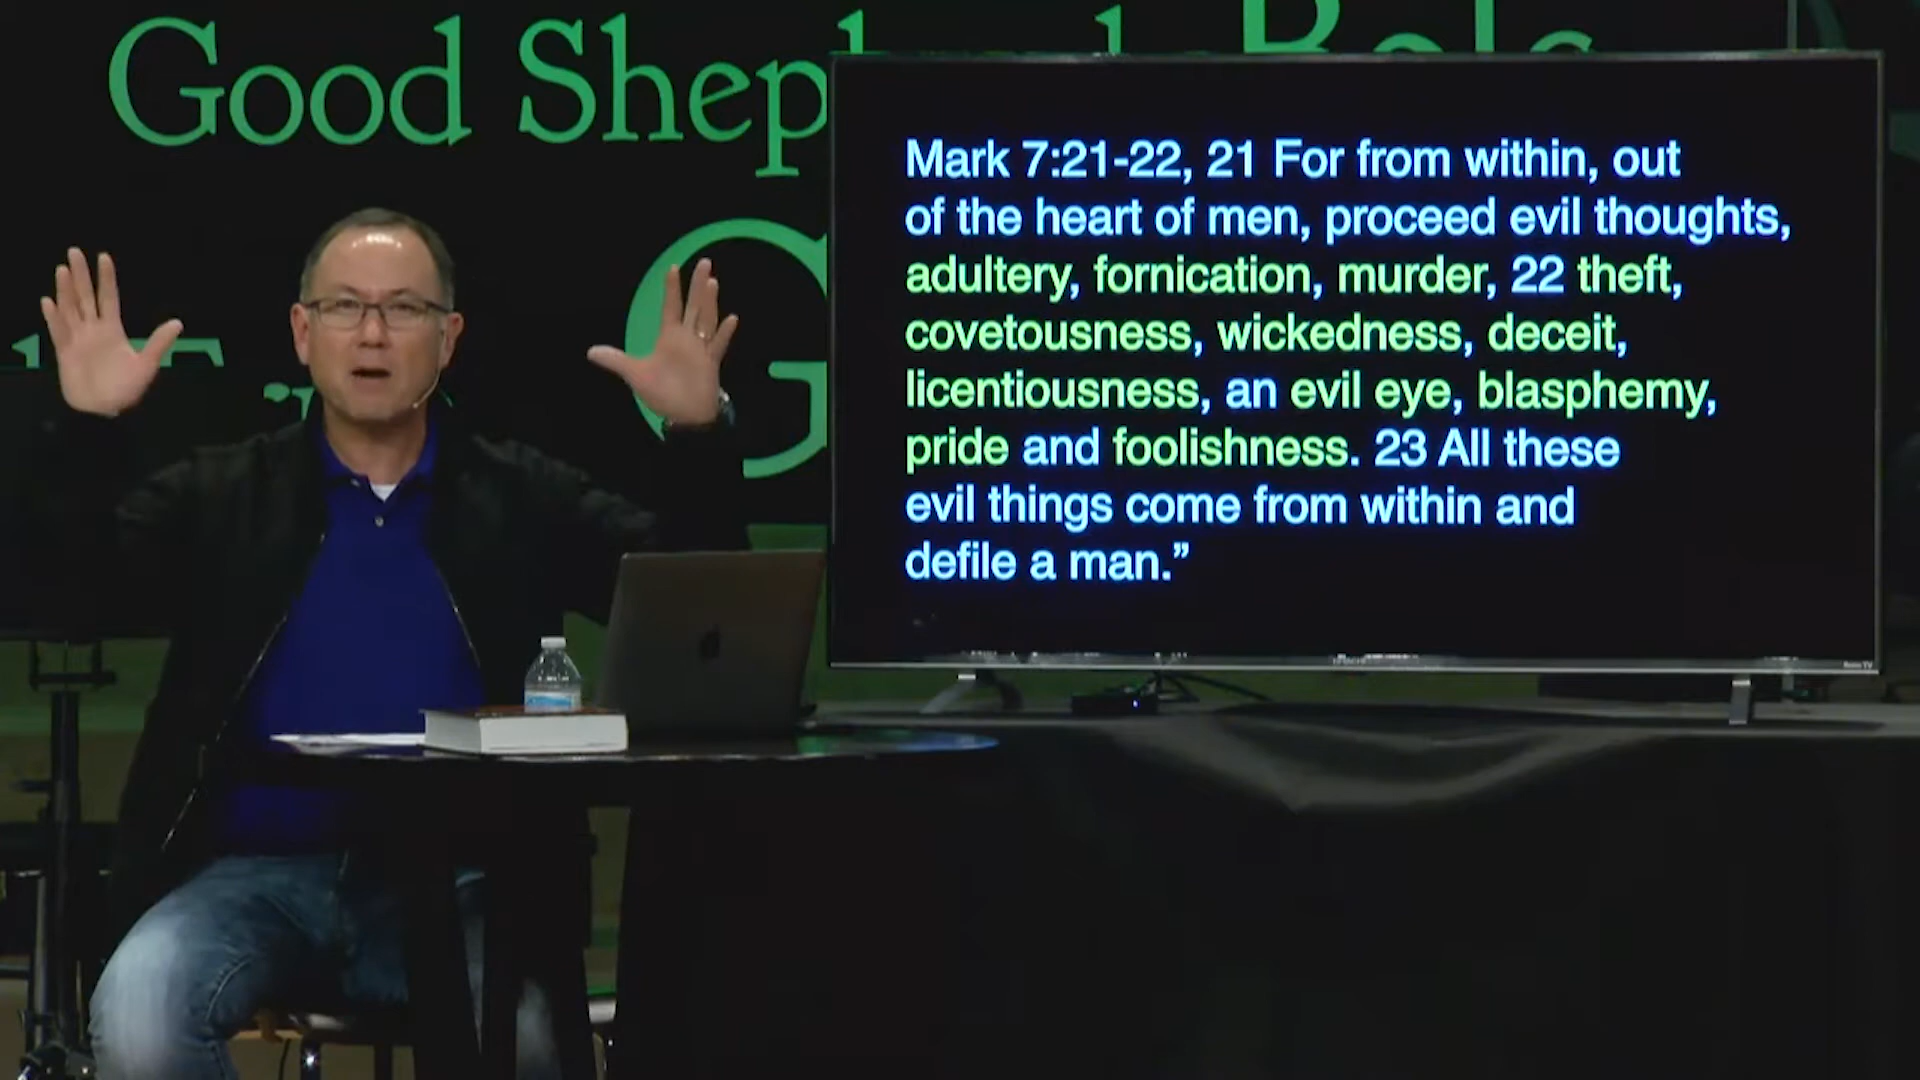 Good Shep
Mark 7:21-22, 21 For from within, out
of the heart of men, proceed evil thoughts,
adultery, fornication, murder, 22 theft,
covetousness, wickedness, deceit,
licentiousness, an evil eye, blasphemy,
pride and foolishness. 23 All these
evil things come from within and
defile a man.”
Roku TV